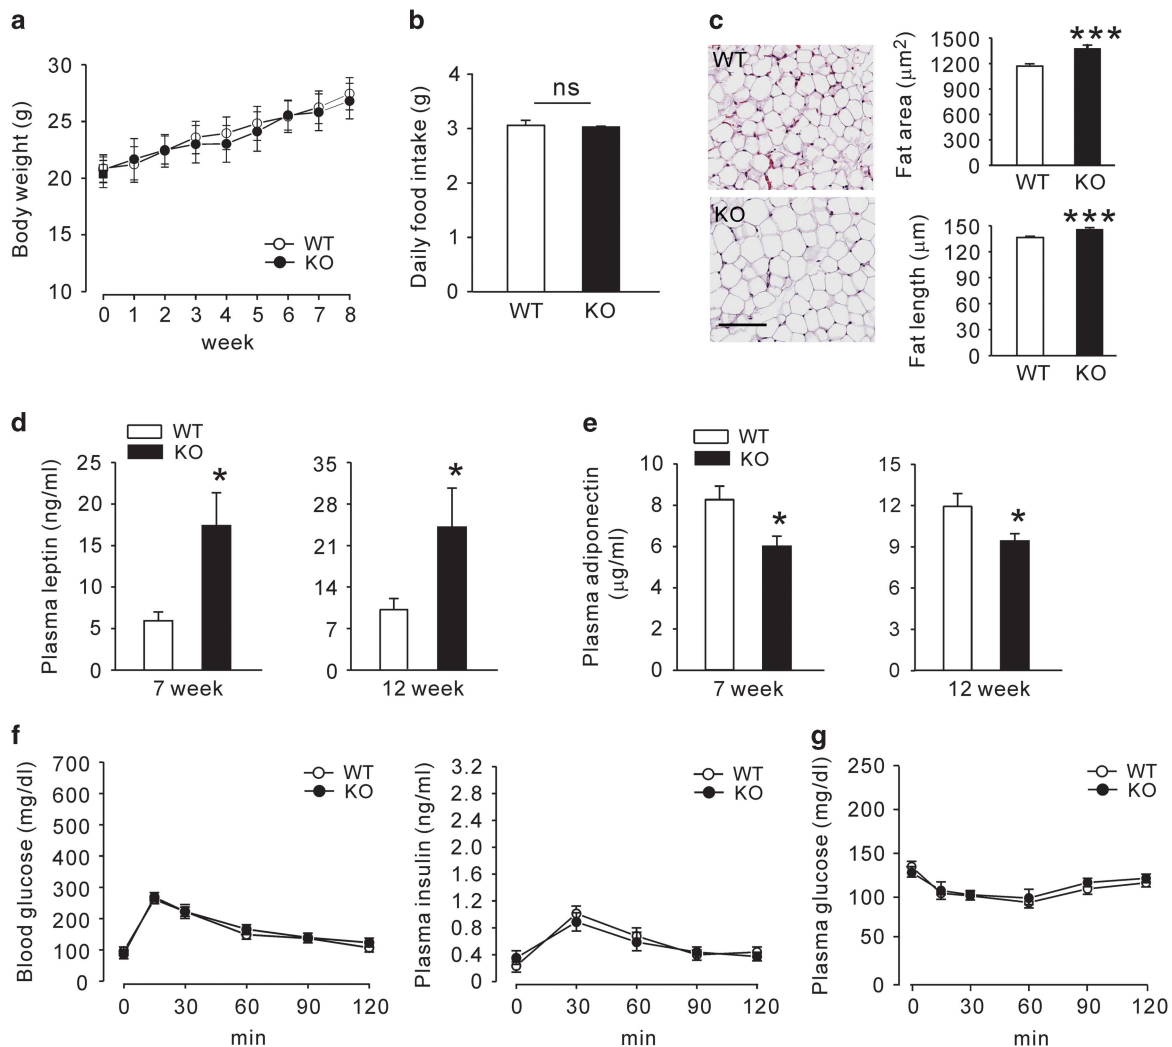 a
Body weight (g)
30
25
20
15
10
WT
KO
0 1 2 3 4 5 6 7 8
week
b
Daily food intake (g)
4
3
2
1
0
ns
WT KO
c
WT
KO
Fat area (μm²)
1500
1200
900
600
300
0
***
WT KO
Fat length (μm)
150
120
90
60
30
0
***
WT KO
d
WT
KO
Plasma leptin (ng/ml)
25
20
15
10
5
0
*
7 week
35
28
21
14
7
0
*
12 week
e
WT
KO
Plasma adiponectin
(μg/ml)
10
8
6
4
2
0
*
7 week
15
12
9
6
3
0
*
12 week
f
Blood glucose (mg/dl)
700
600
500
400
300
200
100
0
WT
KO
0 30 60 90 120
min
Plasma insulin (ng/ml)
3.2
2.8
2.4
2.0
1.6
1.2
0.8
0.4
0
WT
KO
0 30 60 90 120
min
g
Plasma glucose (mg/dl)
250
200
150
100
50
0
WT
KO
0 30 60 90 120
min